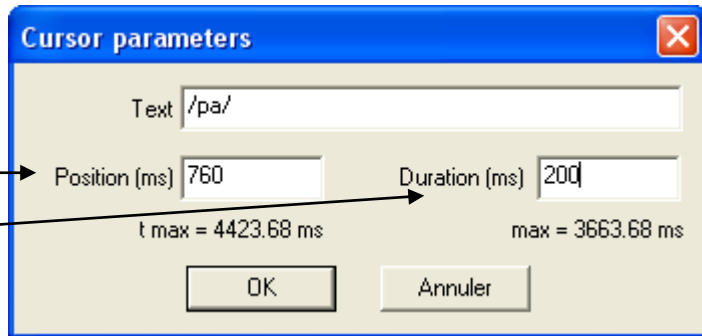 Cursor parameters
Text /pa/
Position (ms) 760 Duration (ms) 200
t max = 4423.68 ms max = 3663.68 ms
OK Annuler